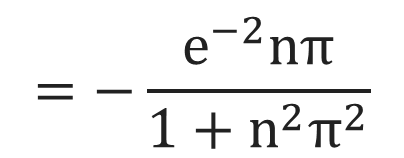 = − e⁻²nπ / 1 + n²π²